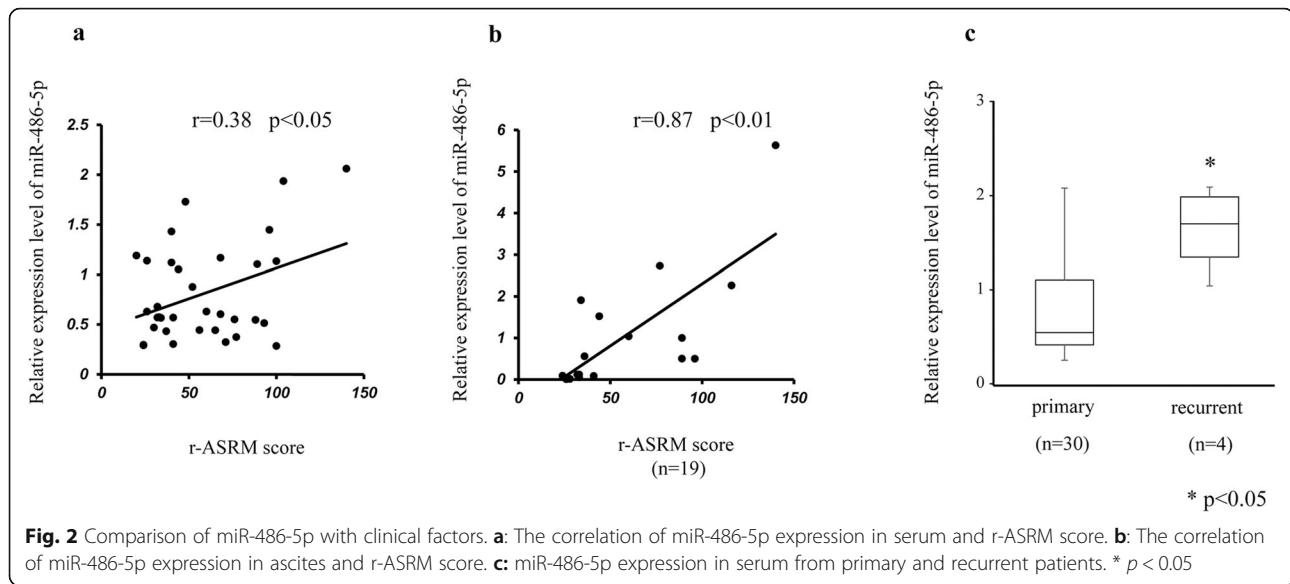 a
r=0.38 p<0.05
Relative expression level of miR-486-5p
2.5
2
1.5
1
0.5
0
0
50
100
150
r-ASRM score
b
r=0.87 p<0.01
Relative expression level of miR-486-5p
6
5
4
3
2
1
0
0
50
100
150
r-ASRM score
(n=19)
c
Relative expression level of miR-486-5p
3
2
1
0
*
primary
recurrent
(n=30)
(n=4)
* p<0.05
Fig. 2 Comparison of miR-486-5p with clinical factors. a: The correlation of miR-486-5p expression in serum and r-ASRM score. b: The correlation
of miR-486-5p expression in ascites and r-ASRM score. c: miR-486-5p expression in serum from primary and recurrent patients. * p < 0.05